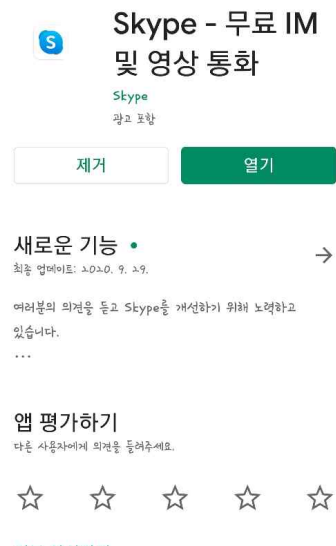 Skype - 무료 IM
및 영상 통화
Skype
광고 포함
제거
열기
새로운 기능
최종 업데이트: 2020. 9. 29.
여러분의 의견을 듣고 Skype를 개선하기 위해 노력하고
있습니다.
...
앱 평가하기
다른 사용자에게 의견을 들려주세요.